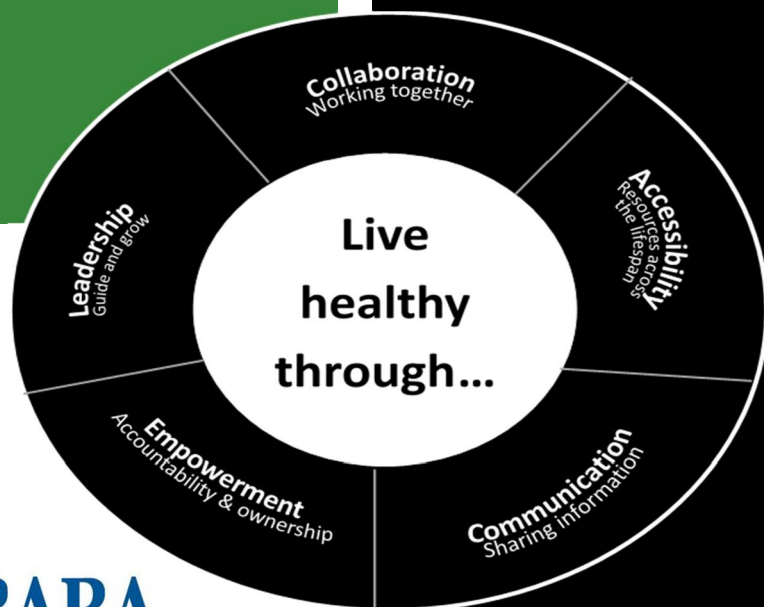 Collaboration
Working together
Accessibility
Resources across
the lifespan
Live
healthy
through...
Leadership
Guide and grow
Empowerment
Accountability & ownership
Communication
Sharing information